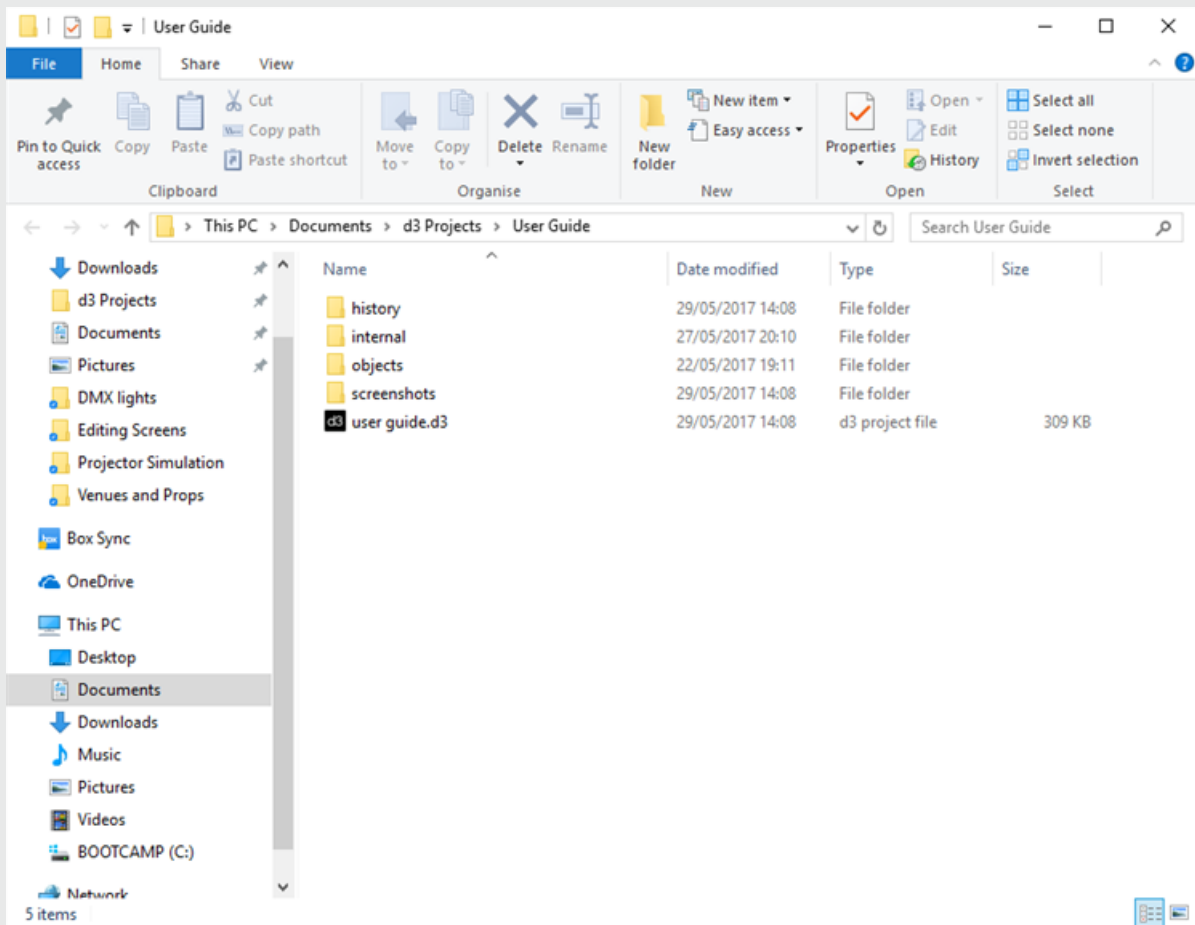 User Guide
File Home Share View
Pin to Quick access
Copy
Paste
Cut
Copy path
Paste shortcut
Move to
Copy to
Delete
Rename
New folder
New item
Easy access
Properties
Open
Edit
History
Select all
Select none
Invert selection
Clipboard Organise New Open Select
This PC > Documents > d3 Projects > User Guide
Search User Guide
Name Date modified Type Size
history 29/05/2017 14:08 File folder
internal 27/05/2017 20:10 File folder
objects 22/05/2017 19:11 File folder
screenshots 29/05/2017 14:08 File folder
d3 user guide.d3 29/05/2017 14:08 d3 project file 309 KB
Downloads
d3 Projects
Documents
Pictures
DMX lights
Editing Screens
Projector Simulation
Venues and Props
box Box Sync
OneDrive
This PC
Desktop
Documents
Downloads
Music
Pictures
Videos
BOOTCAMP (C:)
Network
5 items